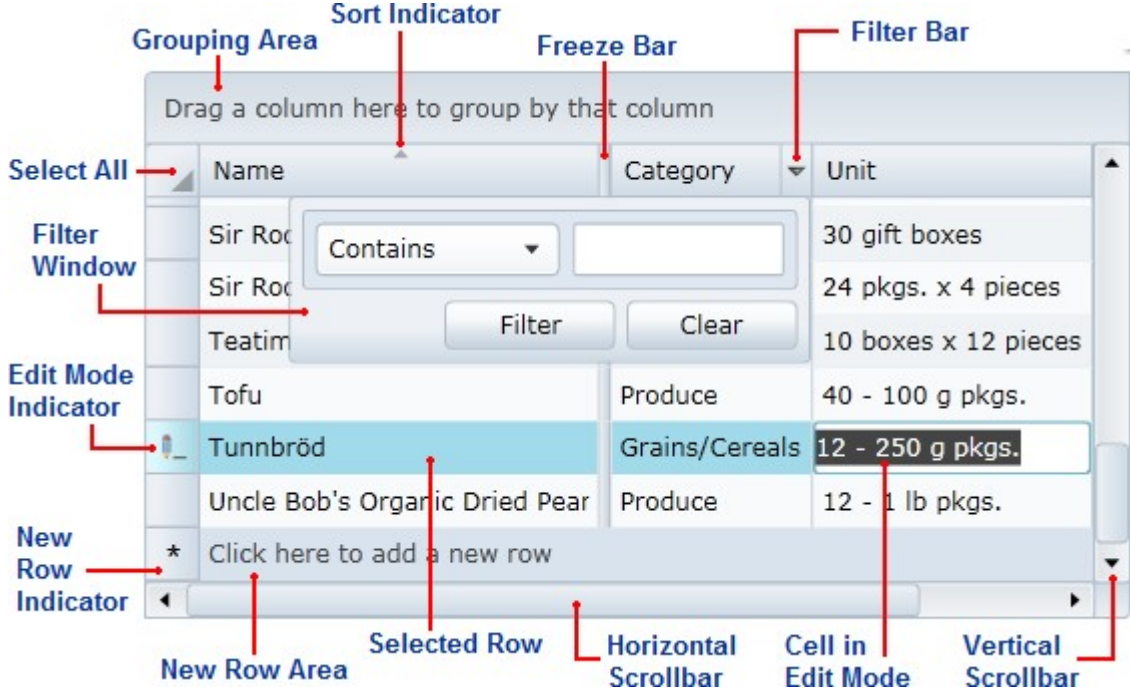 Sort Indicator
Grouping Area
Freeze Bar
Filter Bar
Drag a column here to group by that column
Select All
Name
Category
Unit
Filter
Window
Sir Roc
30 gift boxes
Contains
Sir Roc
24 pkgs. x 4 pieces
Filter
Clear
Teatim
10 boxes x 12 pieces
Edit Mode
Indicator
Tofu
Produce
40 - 100 g pkgs.
Tunnbröd
Grains/Cereals
12 - 250 g pkgs.
Uncle Bob's Organic Dried Pear
Produce
12 - 1 lb pkgs.
New
Row
Indicator
* Click here to add a new row
New Row Area
Selected Row
Horizontal
Scrollbar
Cell in
Edit Mode
Vertical
Scrollbar